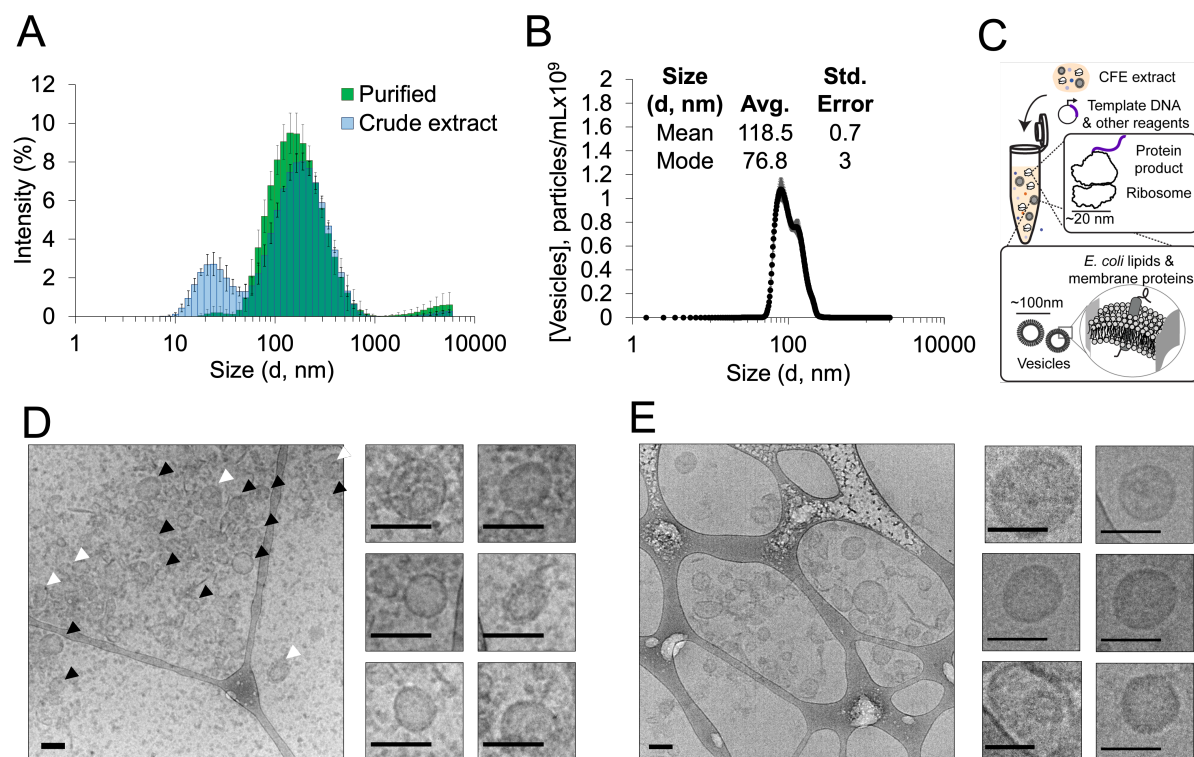 A
12
10
8
6
4
2
0
Intensity (%)
Purified
Crude extract
1
10
100
1000
10000
Size (d, nm)
B
2
1.8
1.6
1.4
1.2
1
0.8
0.6
0.4
0.2
0
[Vesicles], particles/mLx10⁹
Size Std.
(d, nm) Avg. Error
Mean 118.5 0.7
Mode 76.8 3
1
100
10000
Size (d, nm)
C
CFE extract
Template DNA
& other reagents
Protein
product
Ribosome
~20 nm
E. coli lipids &
membrane proteins
~100nm
Vesicles
D
E